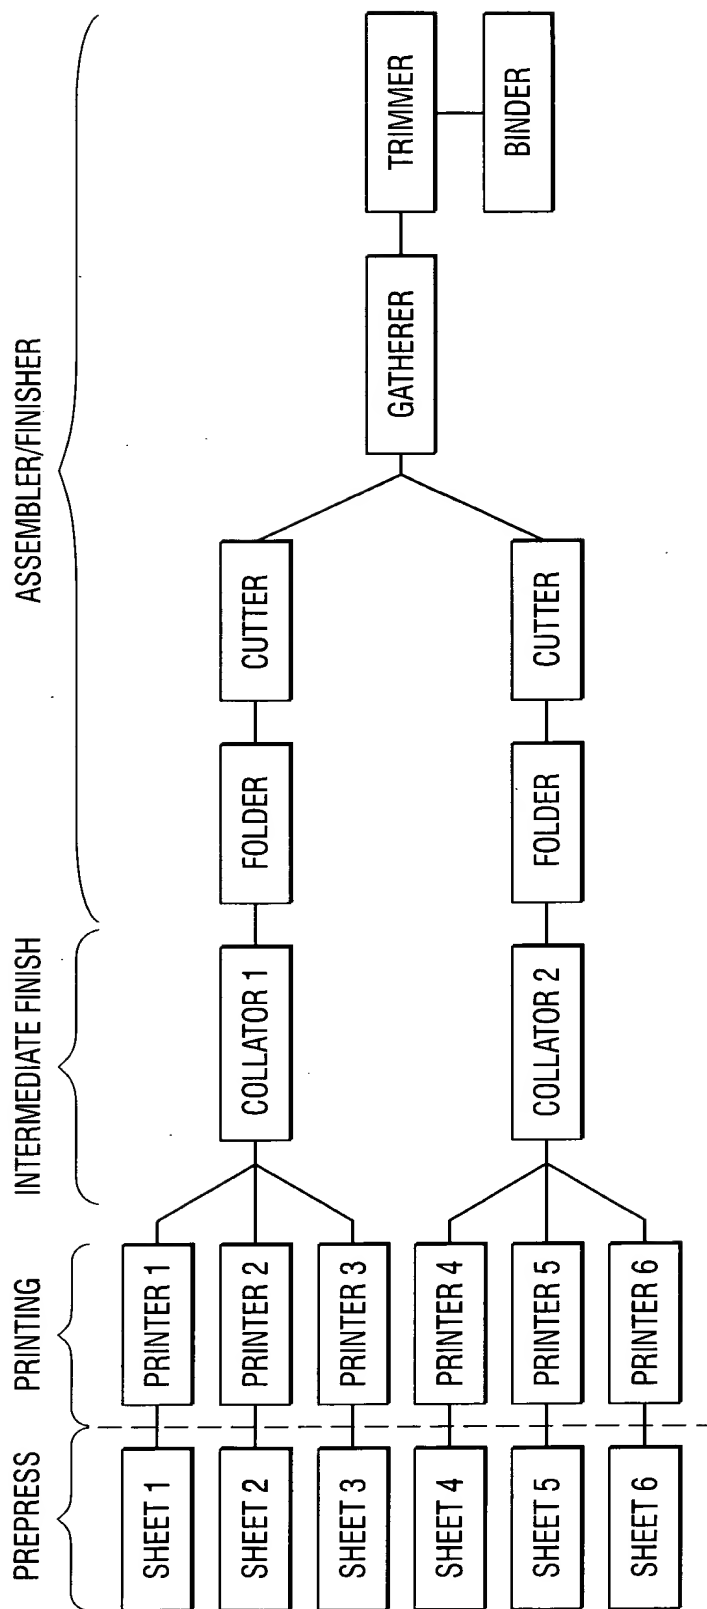 PREPRESS
PRINTING
INTERMEDIATE FINISH
ASSEMBLER/FINISHER
SHEET 1
PRINTER 1
SHEET 2
PRINTER 2
COLLATOR 1
FOLDER
CUTTER
SHEET 3
PRINTER 3
GATHERER
TRIMMER
SHEET 4
PRINTER 4
BINDER
SHEET 5
PRINTER 5
COLLATOR 2
FOLDER
CUTTER
SHEET 6
PRINTER 6